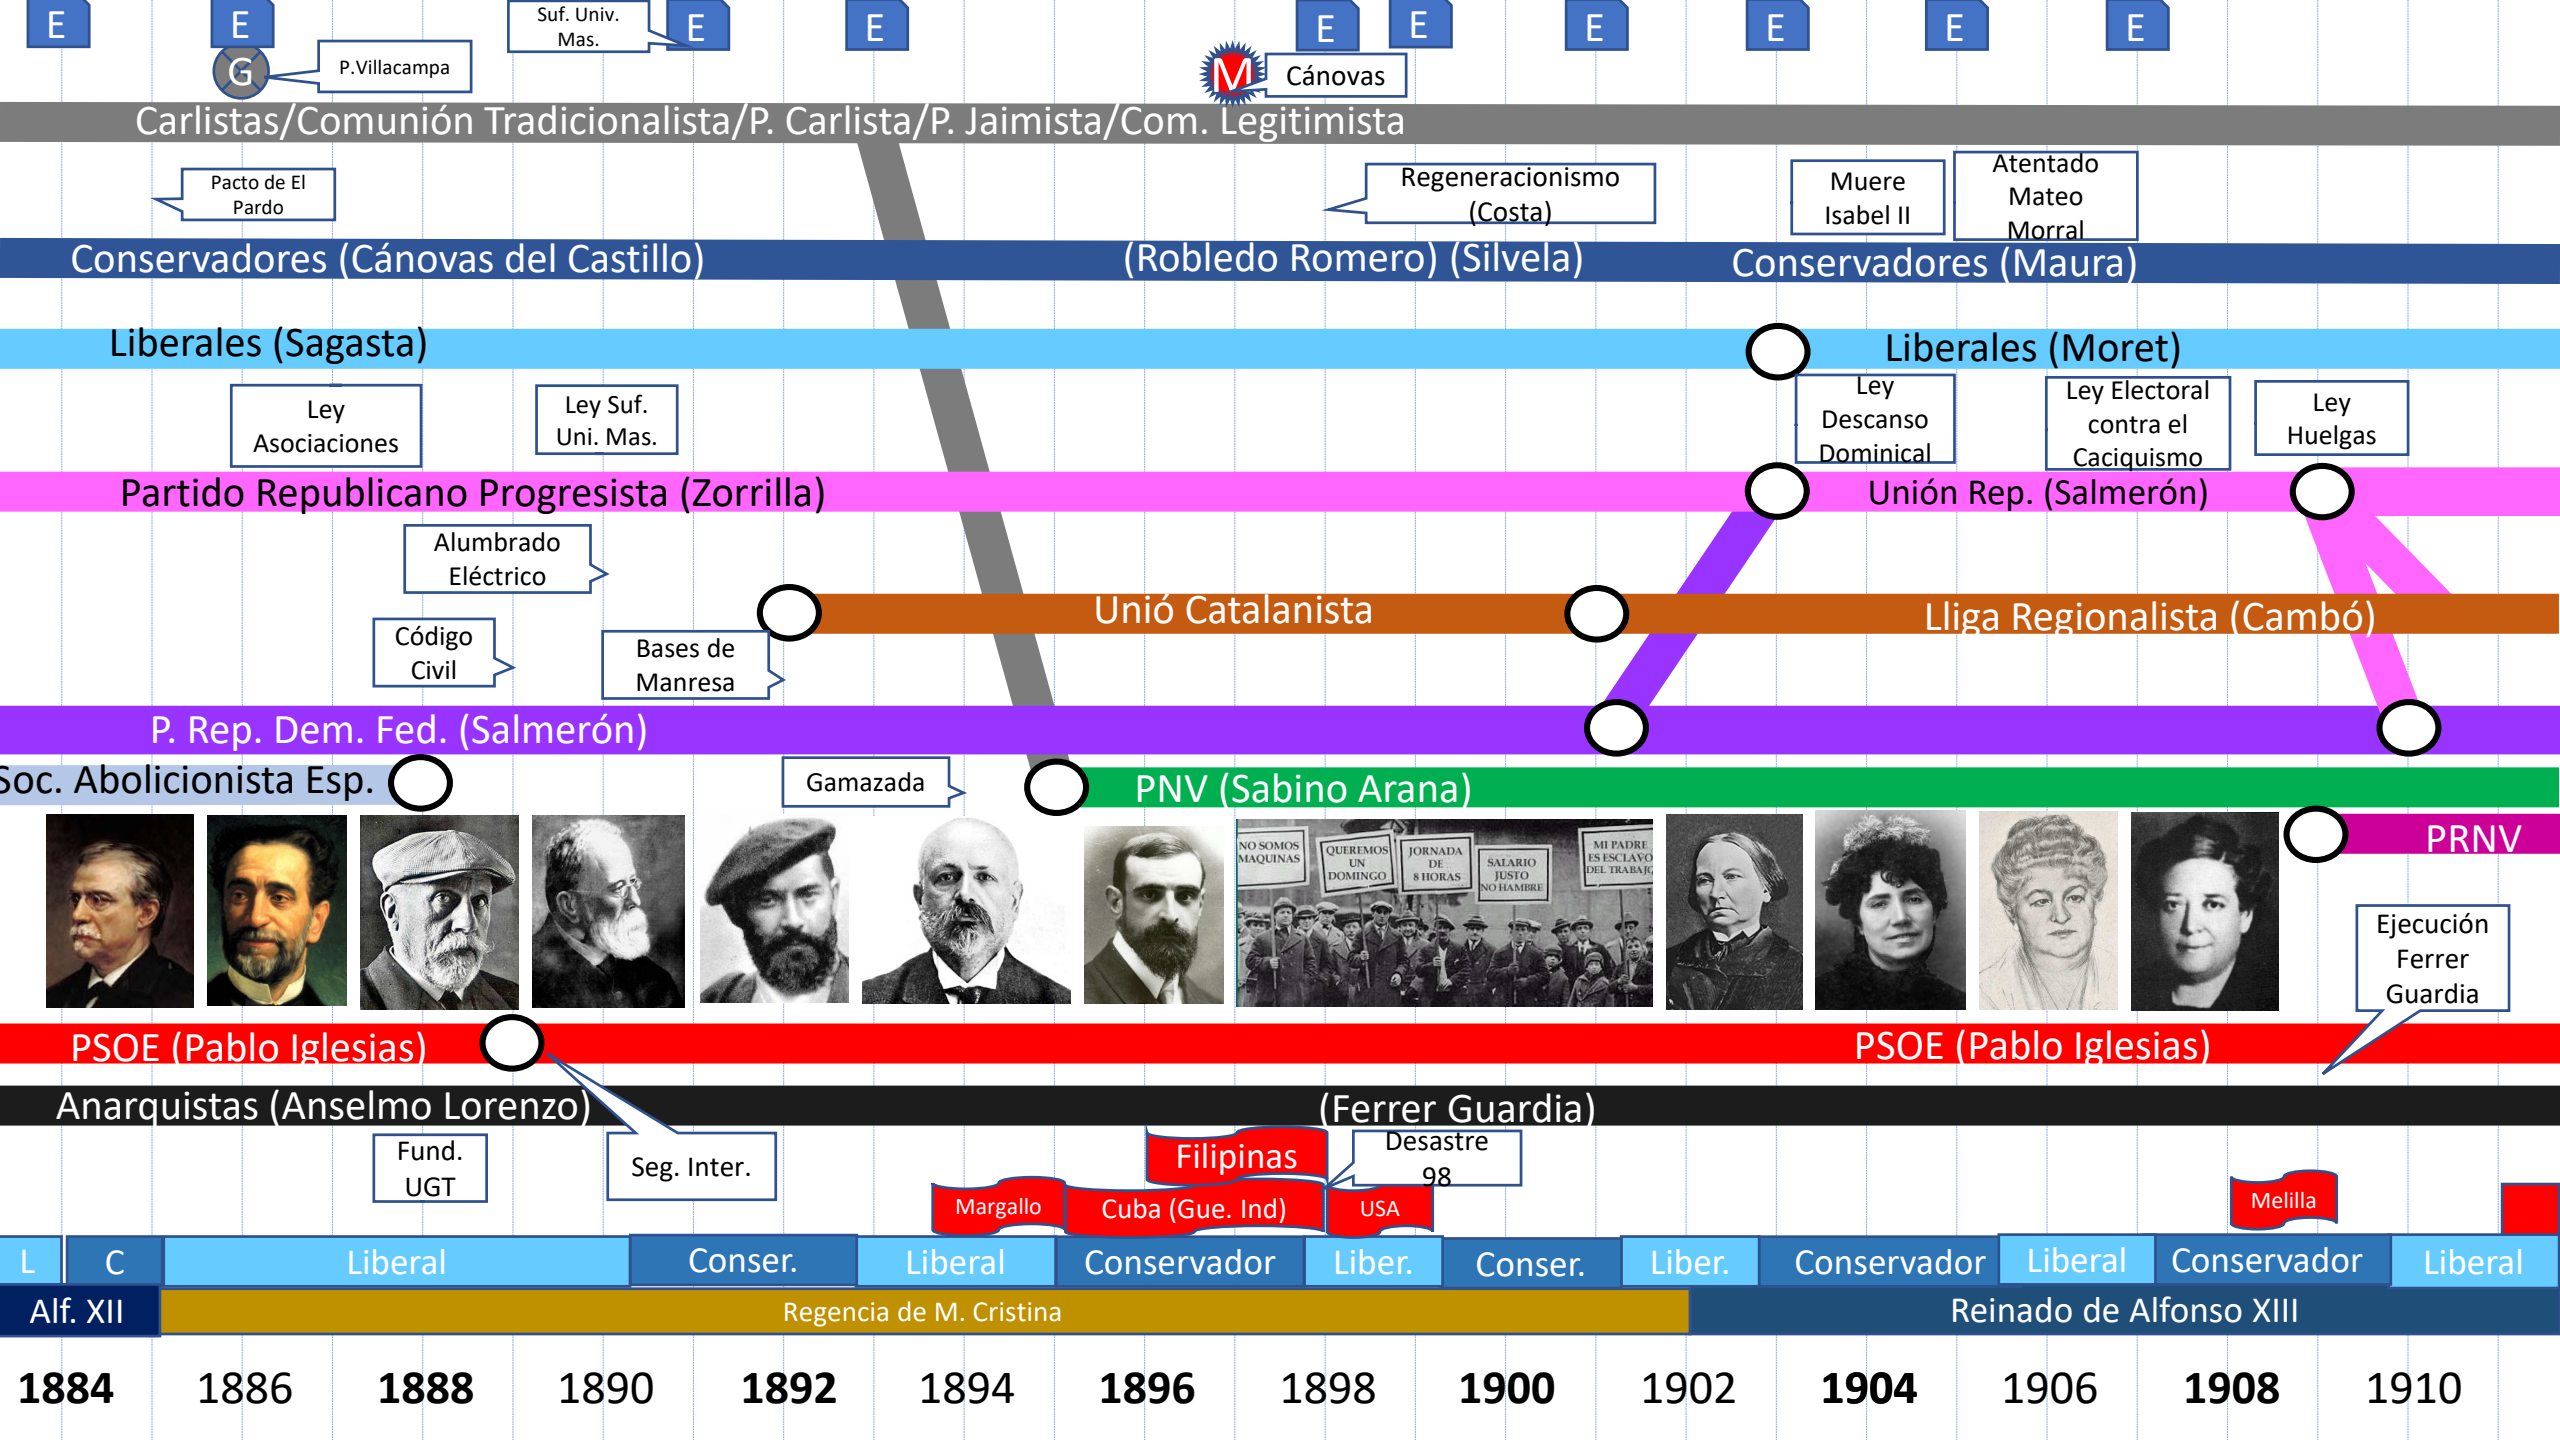 E
E
Suf. Univ.
Mas.
E
E
E
E
E
E
E
E
G
P.Villacampa
M
Cánovas
Carlistas/Comunión Tradicionalista/P. Carlista/P. Jaimista/Com. Legitimista
Pacto de El
Pardo
Regeneracionismo
(Costa)
Muere
Isabel II
Atentado
Mateo
Morral
Conservadores (Cánovas del Castillo)
(Robledo Romero) (Silvela)
Conservadores (Maura)
Liberales (Sagasta)
Liberales (Moret)
Ley
Asociaciones
Ley Suf.
Uni. Mas.
Ley
Descanso
Dominical
Ley Electoral
contra el
Caciquismo
Ley
Huelgas
Partido Republicano Progresista (Zorrilla)
Unión Rep. (Salmerón)
Alumbrado
Eléctrico
Unió Catalanista
Lliga Regionalista (Cambó)
Código
Civil
Bases de
Manresa
P. Rep. Dem. Fed. (Salmerón)
Soc. Abolicionista Esp.
Gamazada
PNV (Sabino Arana)
PRNV
NO SOMOS
MAQUINAS
QUEREMOS
UN
DOMINGO
JORNADA
DE
8 HORAS
SALARIO
JUSTO
NO HAMBRE
MI PADRE
ES ESCLAVO
DEL TRABAJO
Ejecución
Ferrer
Guardia
PSOE (Pablo Iglesias)
PSOE (Pablo Iglesias)
Anarquistas (Anselmo Lorenzo)
(Ferrer Guardia)
Fund.
UGT
Seg. Inter.
Filipinas
Desastre
98
Margallo
Cuba (Gue. Ind)
USA
Melilla
L
C
Liberal
Conser.
Liberal
Conservador
Liber.
Conser.
Liber.
Conservador
Liberal
Conservador
Liberal
Alf. XII
Regencia de M. Cristina
Reinado de Alfonso XIII
1884 1886 1888 1890 1892 1894 1896 1898 1900 1902 1904 1906 1908 1910